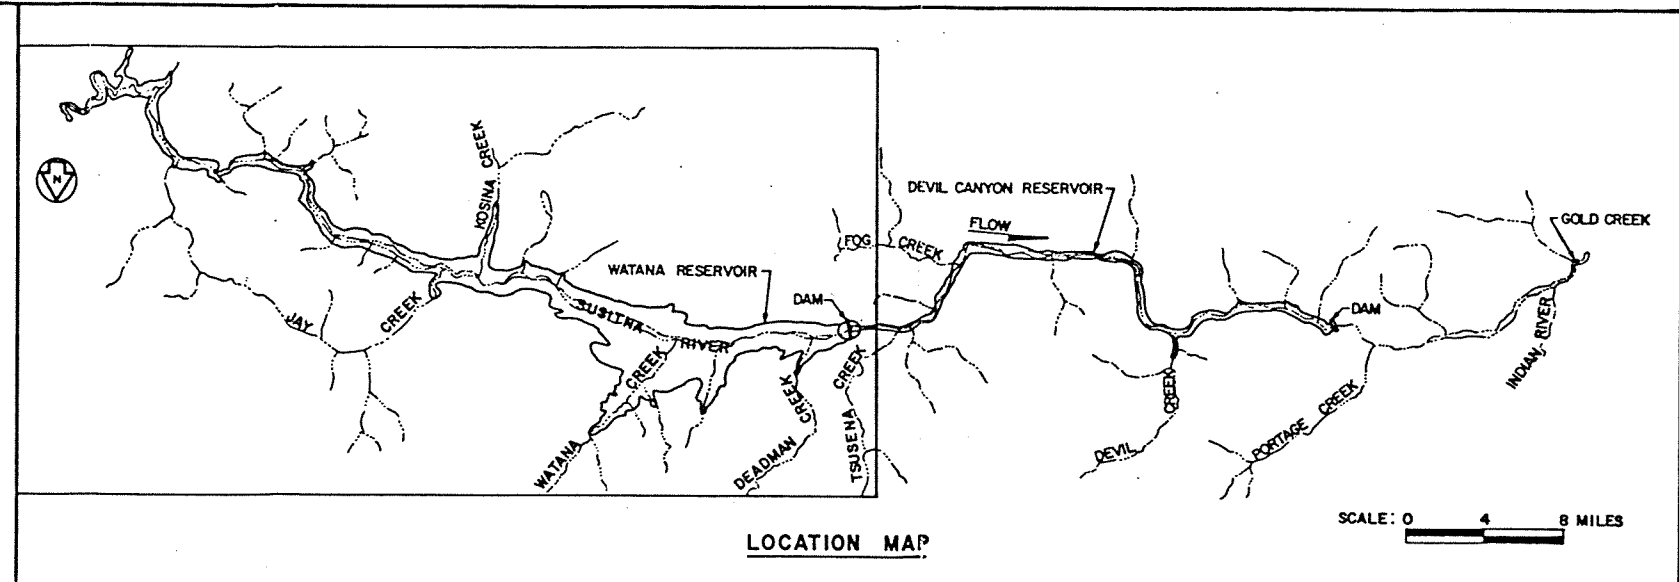 KOSINA CREEK
N
DEVIL CANYON RESERVOIR
FLOW
GOLD CREEK
FOG CREEK
WATANA RESERVOIR
DAM
SUSITNA RIVER
JAY CREEK
DAM
INDIAN RIVER
WATANA CREEK
DEADMAN CREEK
TSUSENA CREEK
DEVIL CREEK
PORTAGE CREEK
SCALE: 0 4 8 MILES
LOCATION MAP